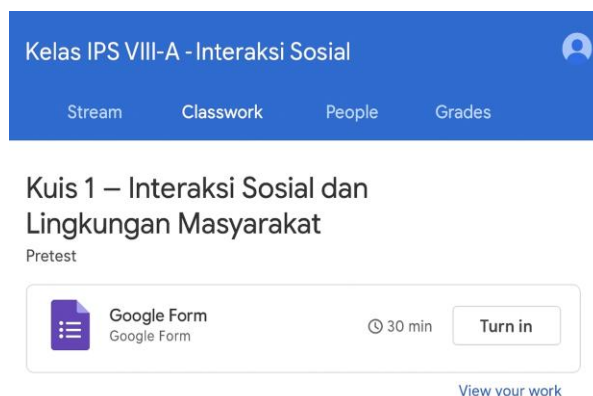 Kelas IPS VIII-A - Interaksi Sosial
Stream Classwork People Grades
Kuis 1 – Interaksi Sosial dan
Lingkungan Masyarakat
Pretest
Google Form
Google Form
30 min
Turn in
View your work